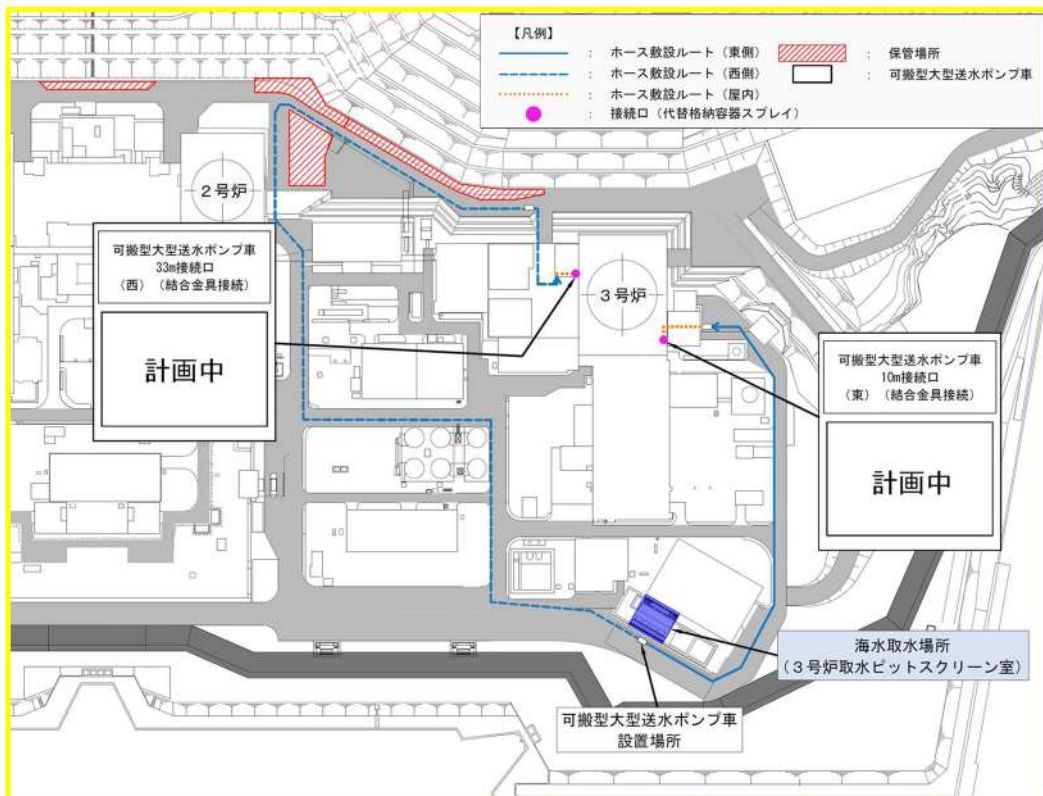 【凡例】
： ホース敷設ルート（東側）
： ホース敷設ルート（西側）
： ホース敷設ルート（屋内）
： 接続口（代替格納容器スプレイ）
： 保管場所
： 可搬型大型送水ポンプ車
２号炉
可搬型大型送水ポンプ車
33m接続口
（西）（結合金具接続）
計画中
３号炉
可搬型大型送水ポンプ車
10m接続口
（東）（結合金具接続）
計画中
海水取水場所
（３号炉取水ピットスクリーン室）
可搬型大型送水ポンプ車
設置場所